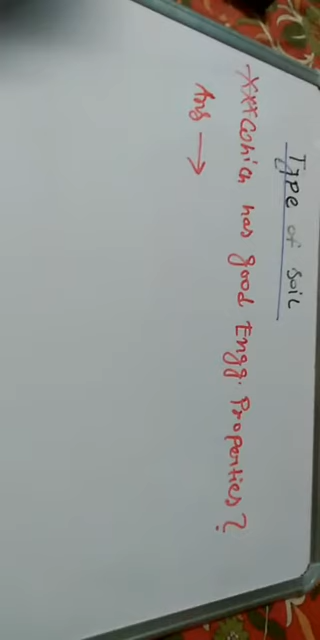 Type of soil
*** Which has good Engg. Properties?
Ans →